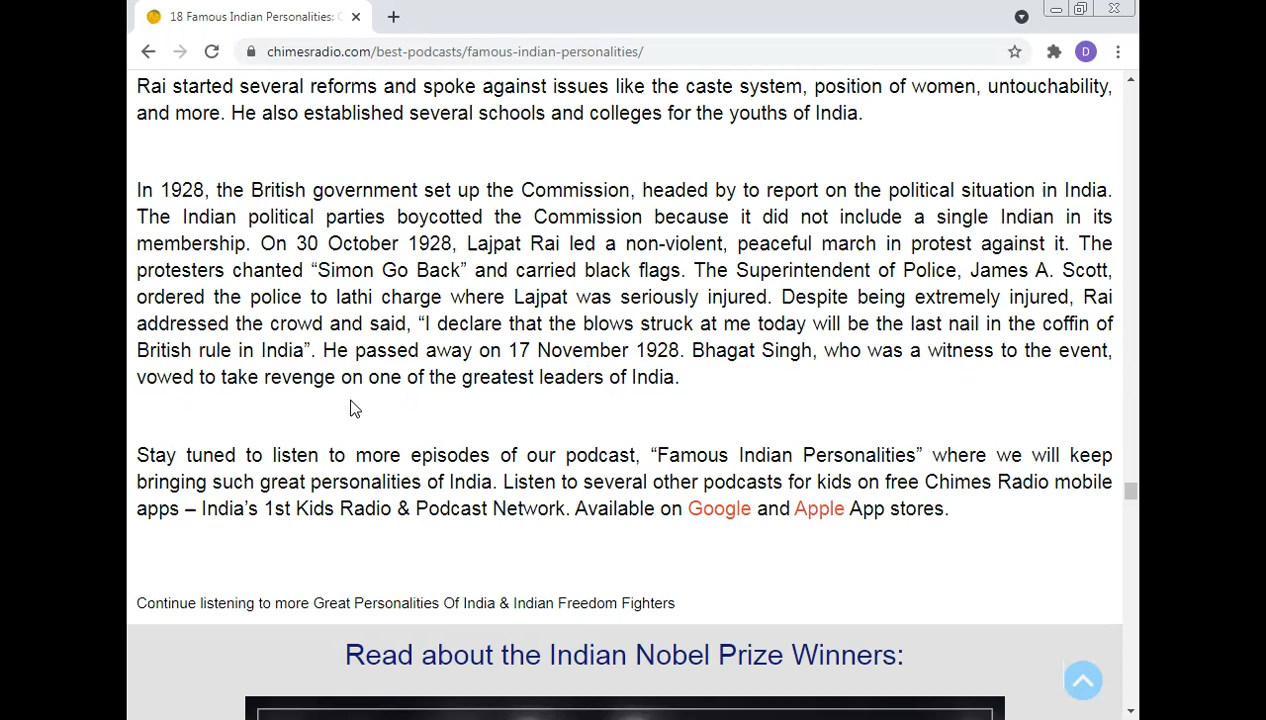 18 Famous Indian Personalities:
chimesradio.com/best-podcasts/famous-indian-personalities/
D
Rai started several reforms and spoke against issues like the caste system, position of women, untouchability,
and more. He also established several schools and colleges for the youths of India.
In 1928, the British government set up the Commission, headed by to report on the political situation in India.
The Indian political parties boycotted the Commission because it did not include a single Indian in its
membership. On 30 October 1928, Lajpat Rai led a non-violent, peaceful march in protest against it. The
protesters chanted “Simon Go Back” and carried black flags. The Superintendent of Police, James A. Scott,
ordered the police to lathi charge where Lajpat was seriously injured. Despite being extremely injured, Rai
addressed the crowd and said, “I declare that the blows struck at me today will be the last nail in the coffin of
British rule in India”. He passed away on 17 November 1928. Bhagat Singh, who was a witness to the event,
vowed to take revenge on one of the greatest leaders of India.
Stay tuned to listen to more episodes of our podcast, “Famous Indian Personalities” where we will keep
bringing such great personalities of India. Listen to several other podcasts for kids on free Chimes Radio mobile
apps – India’s 1st Kids Radio & Podcast Network. Available on Google and Apple App stores.
Continue listening to more Great Personalities Of India & Indian Freedom Fighters
Read about the Indian Nobel Prize Winners: